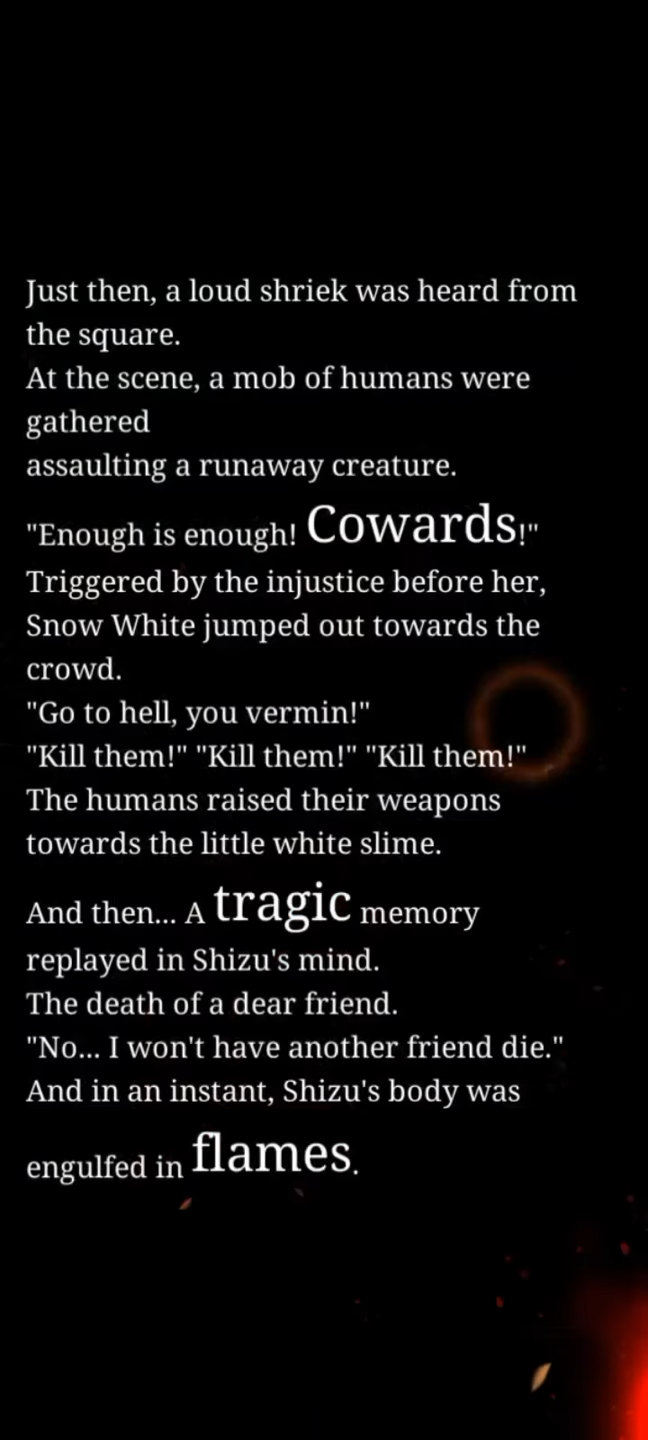 Just then, a loud shriek was heard from
the square.
At the scene, a mob of humans were
gathered
assaulting a runaway creature.
"Enough is enough! Cowards!"
Triggered by the injustice before her,
Snow White jumped out towards the
crowd.
"Go to hell, you vermin!"
"Kill them!" "Kill them!" "Kill them!"
The humans raised their weapons
towards the little white slime.
And then... A tragic memory
replayed in Shizu's mind.
The death of a dear friend.
"No... I won't have another friend die."
And in an instant, Shizu's body was
engulfed in flames.